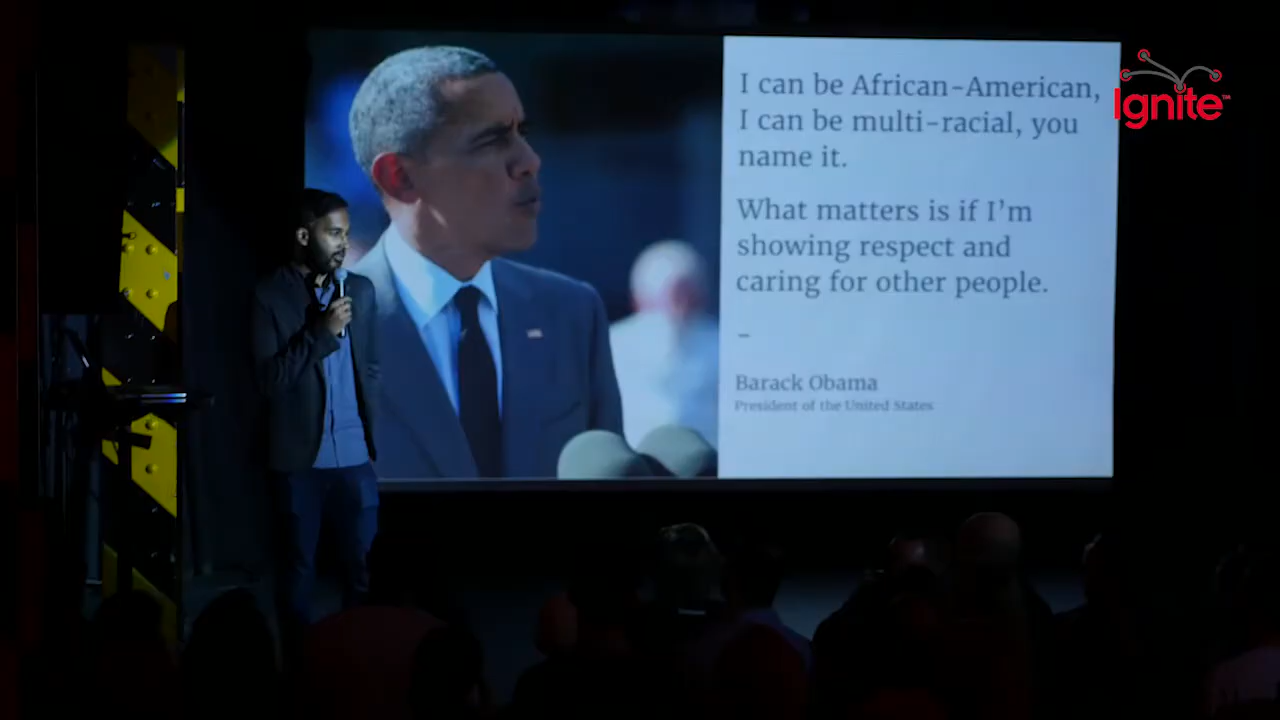 I can be African-American,
I can be multi-racial, you
name it.
What matters is if I'm
showing respect and
caring for other people.
–
Barack Obama
President of the United States
Ignite™